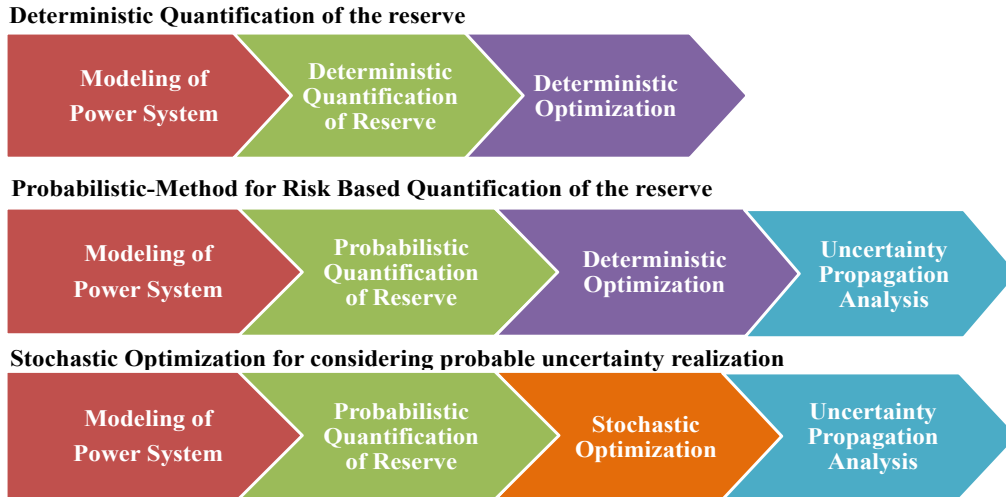 Deterministic Quantification of the reserve
Modeling of
Power System
Deterministic
Quantification
of Reserve
Deterministic
Optimization
Probabilistic-Method for Risk Based Quantification of the reserve
Modeling of
Power System
Probabilistic
Quantification
of Reserve
Deterministic
Optimization
Uncertainty
Propagation
Analysis
Stochastic Optimization for considering probable uncertainty realization
Modeling of
Power System
Probabilistic
Quantification
of Reserve
Stochastic
Optimization
Uncertainty
Propagation
Analysis